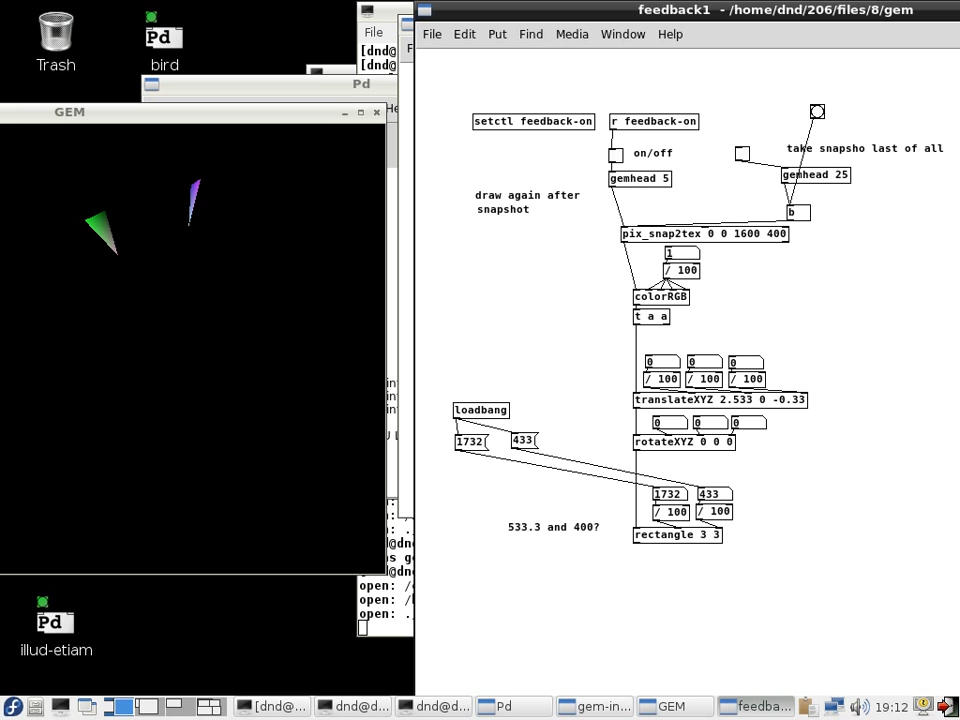 feedback1 - /home/dnd/206/files/8/gem
File Edit Put Find Media Window Help
Trash
Pd
bird
File
[dnd@
[dnd@
F
Pd
GEM
setctl feedback-on
r feedback-on
on/off
take snapsho last of all
gemhead 5
gemhead 25
draw again after
snapshot
b
pix_snap2tex 0 0 1600 400
1
/ 100
colorRGB
t a a
0 0 0
/ 100 / 100 / 100
translateXYZ 2.533 0 -0.33
loadbang
0 0 0
1732 433
rotateXYZ 0 0 0
1732 433
/ 100 / 100
533.3 and 400?
rectangle 3 3
open: /
open: /
open: .
Pd
illud-etiam
[dnd@...
dnd@d...
dnd@d...
Pd
gem-in...
GEM
feedba...
19:12